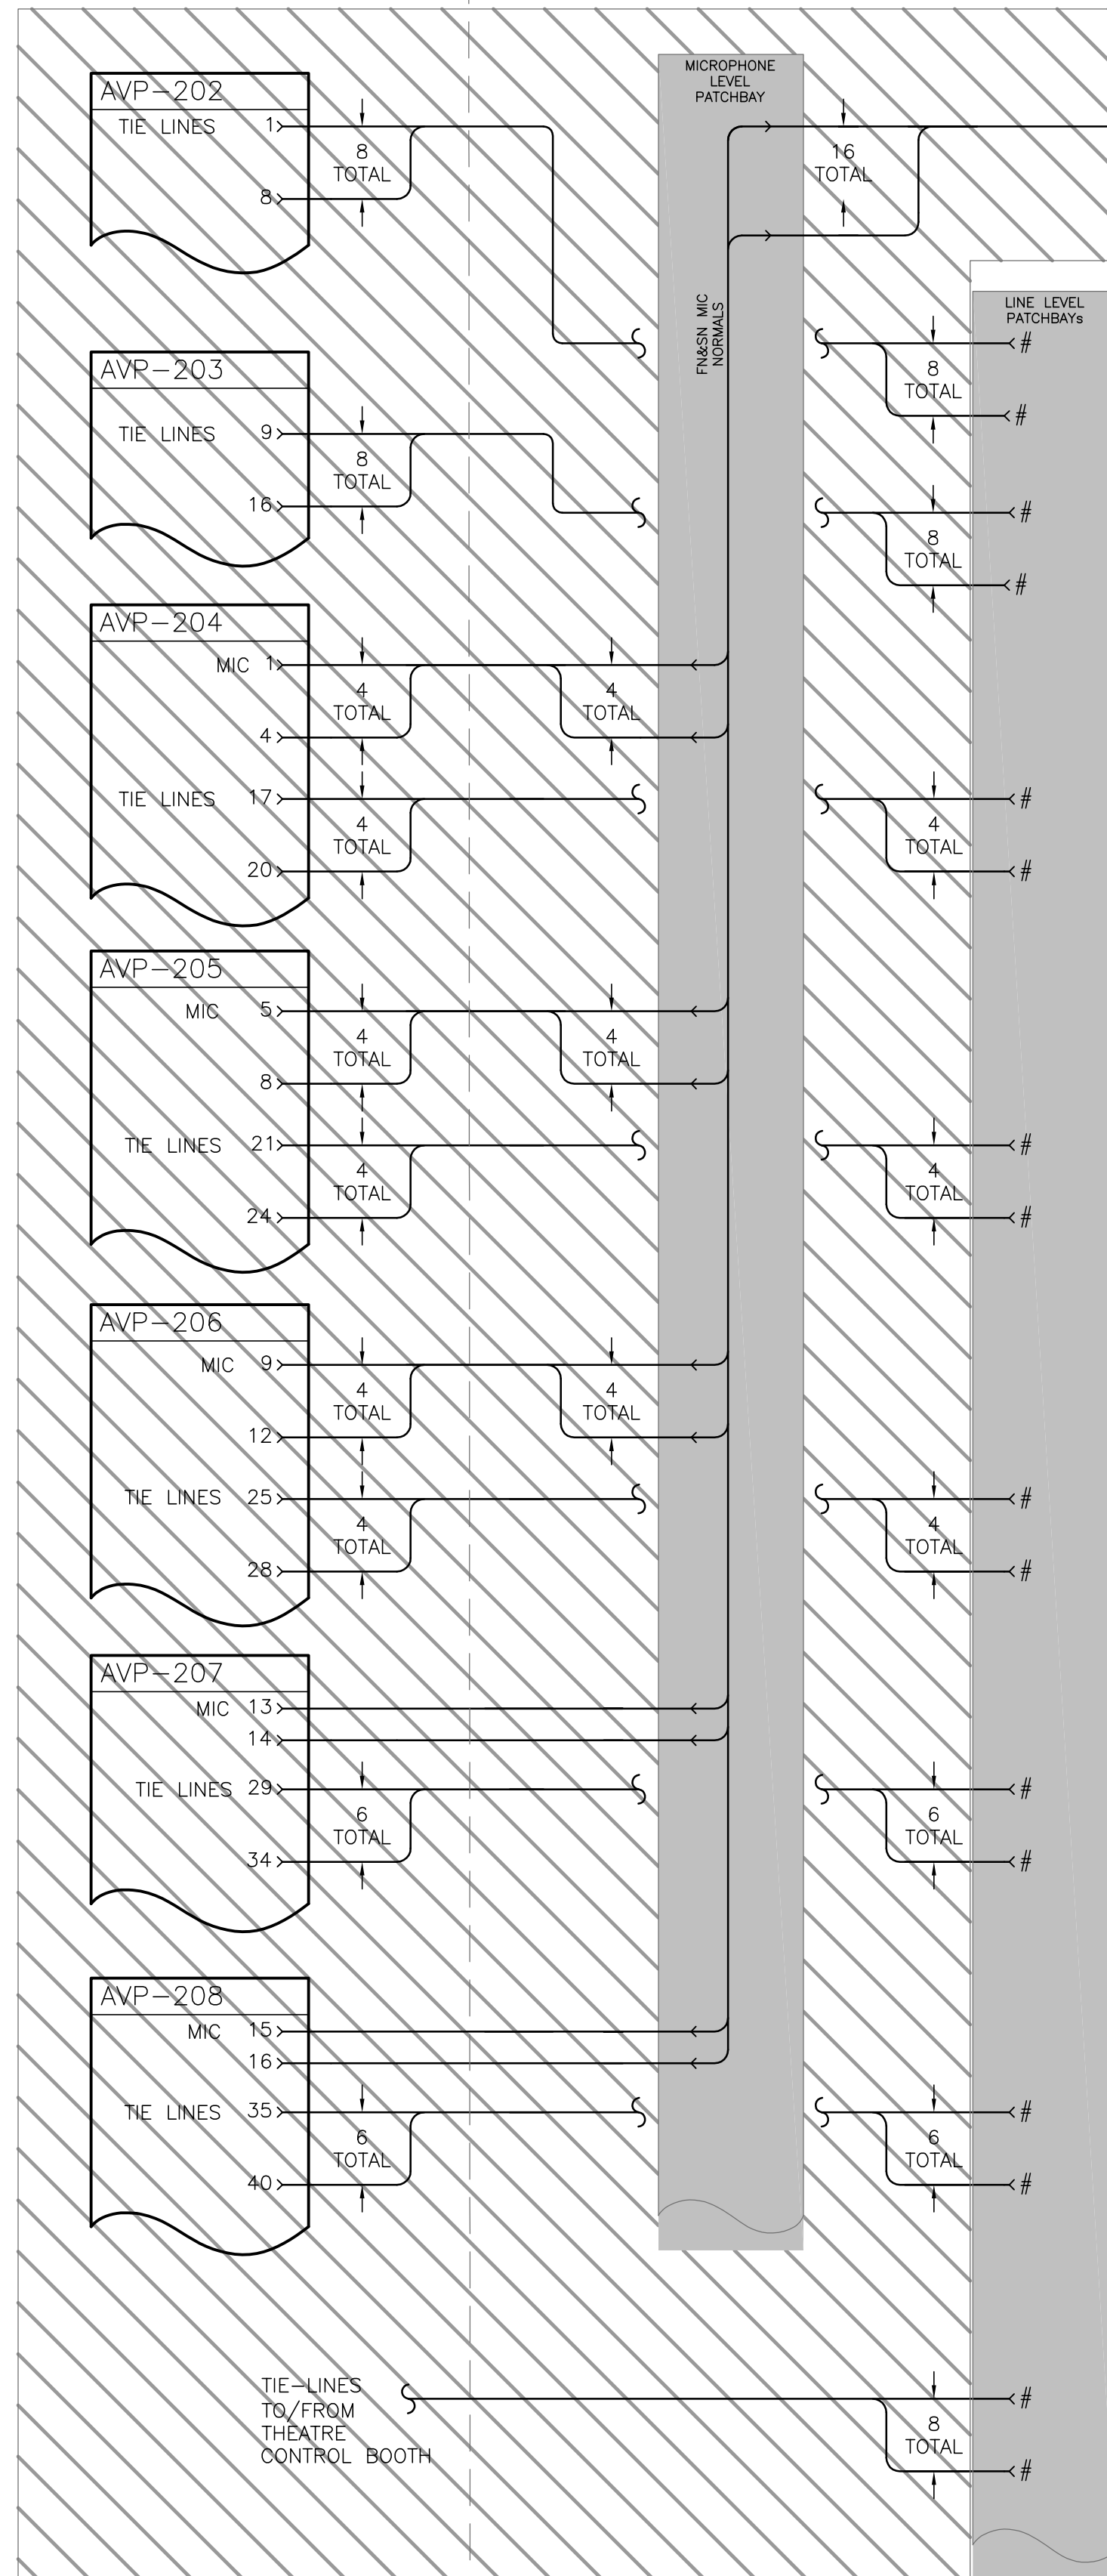 MICROPHONE
LEVEL
PATCHBAY
AVP-202
TIE LINES 1
8
TOTAL
8
16
TOTAL
FN&SN MIC
NORMALS
LINE LEVEL
PATCHBAYs
#
8
TOTAL
#
AVP-203
TIE LINES 9
8
TOTAL
16
#
8
TOTAL
#
AVP-204
MIC 1
4
TOTAL
4
TOTAL
4
TIE LINES 17
4
TOTAL
20
#
4
TOTAL
#
AVP-205
MIC 5
4
TOTAL
4
TOTAL
8
TIE LINES 21
4
TOTAL
24
#
4
TOTAL
#
AVP-206
MIC 9
4
TOTAL
4
TOTAL
12
TIE LINES 25
4
TOTAL
28
#
4
TOTAL
#
AVP-207
MIC 13
14
TIE LINES 29
6
TOTAL
34
#
6
TOTAL
#
AVP-208
MIC 15
16
TIE LINES 35
6
TOTAL
40
#
6
TOTAL
#
TIE-LINES
TO/FROM
THEATRE
CONTROL BOOTH
#
8
TOTAL
#